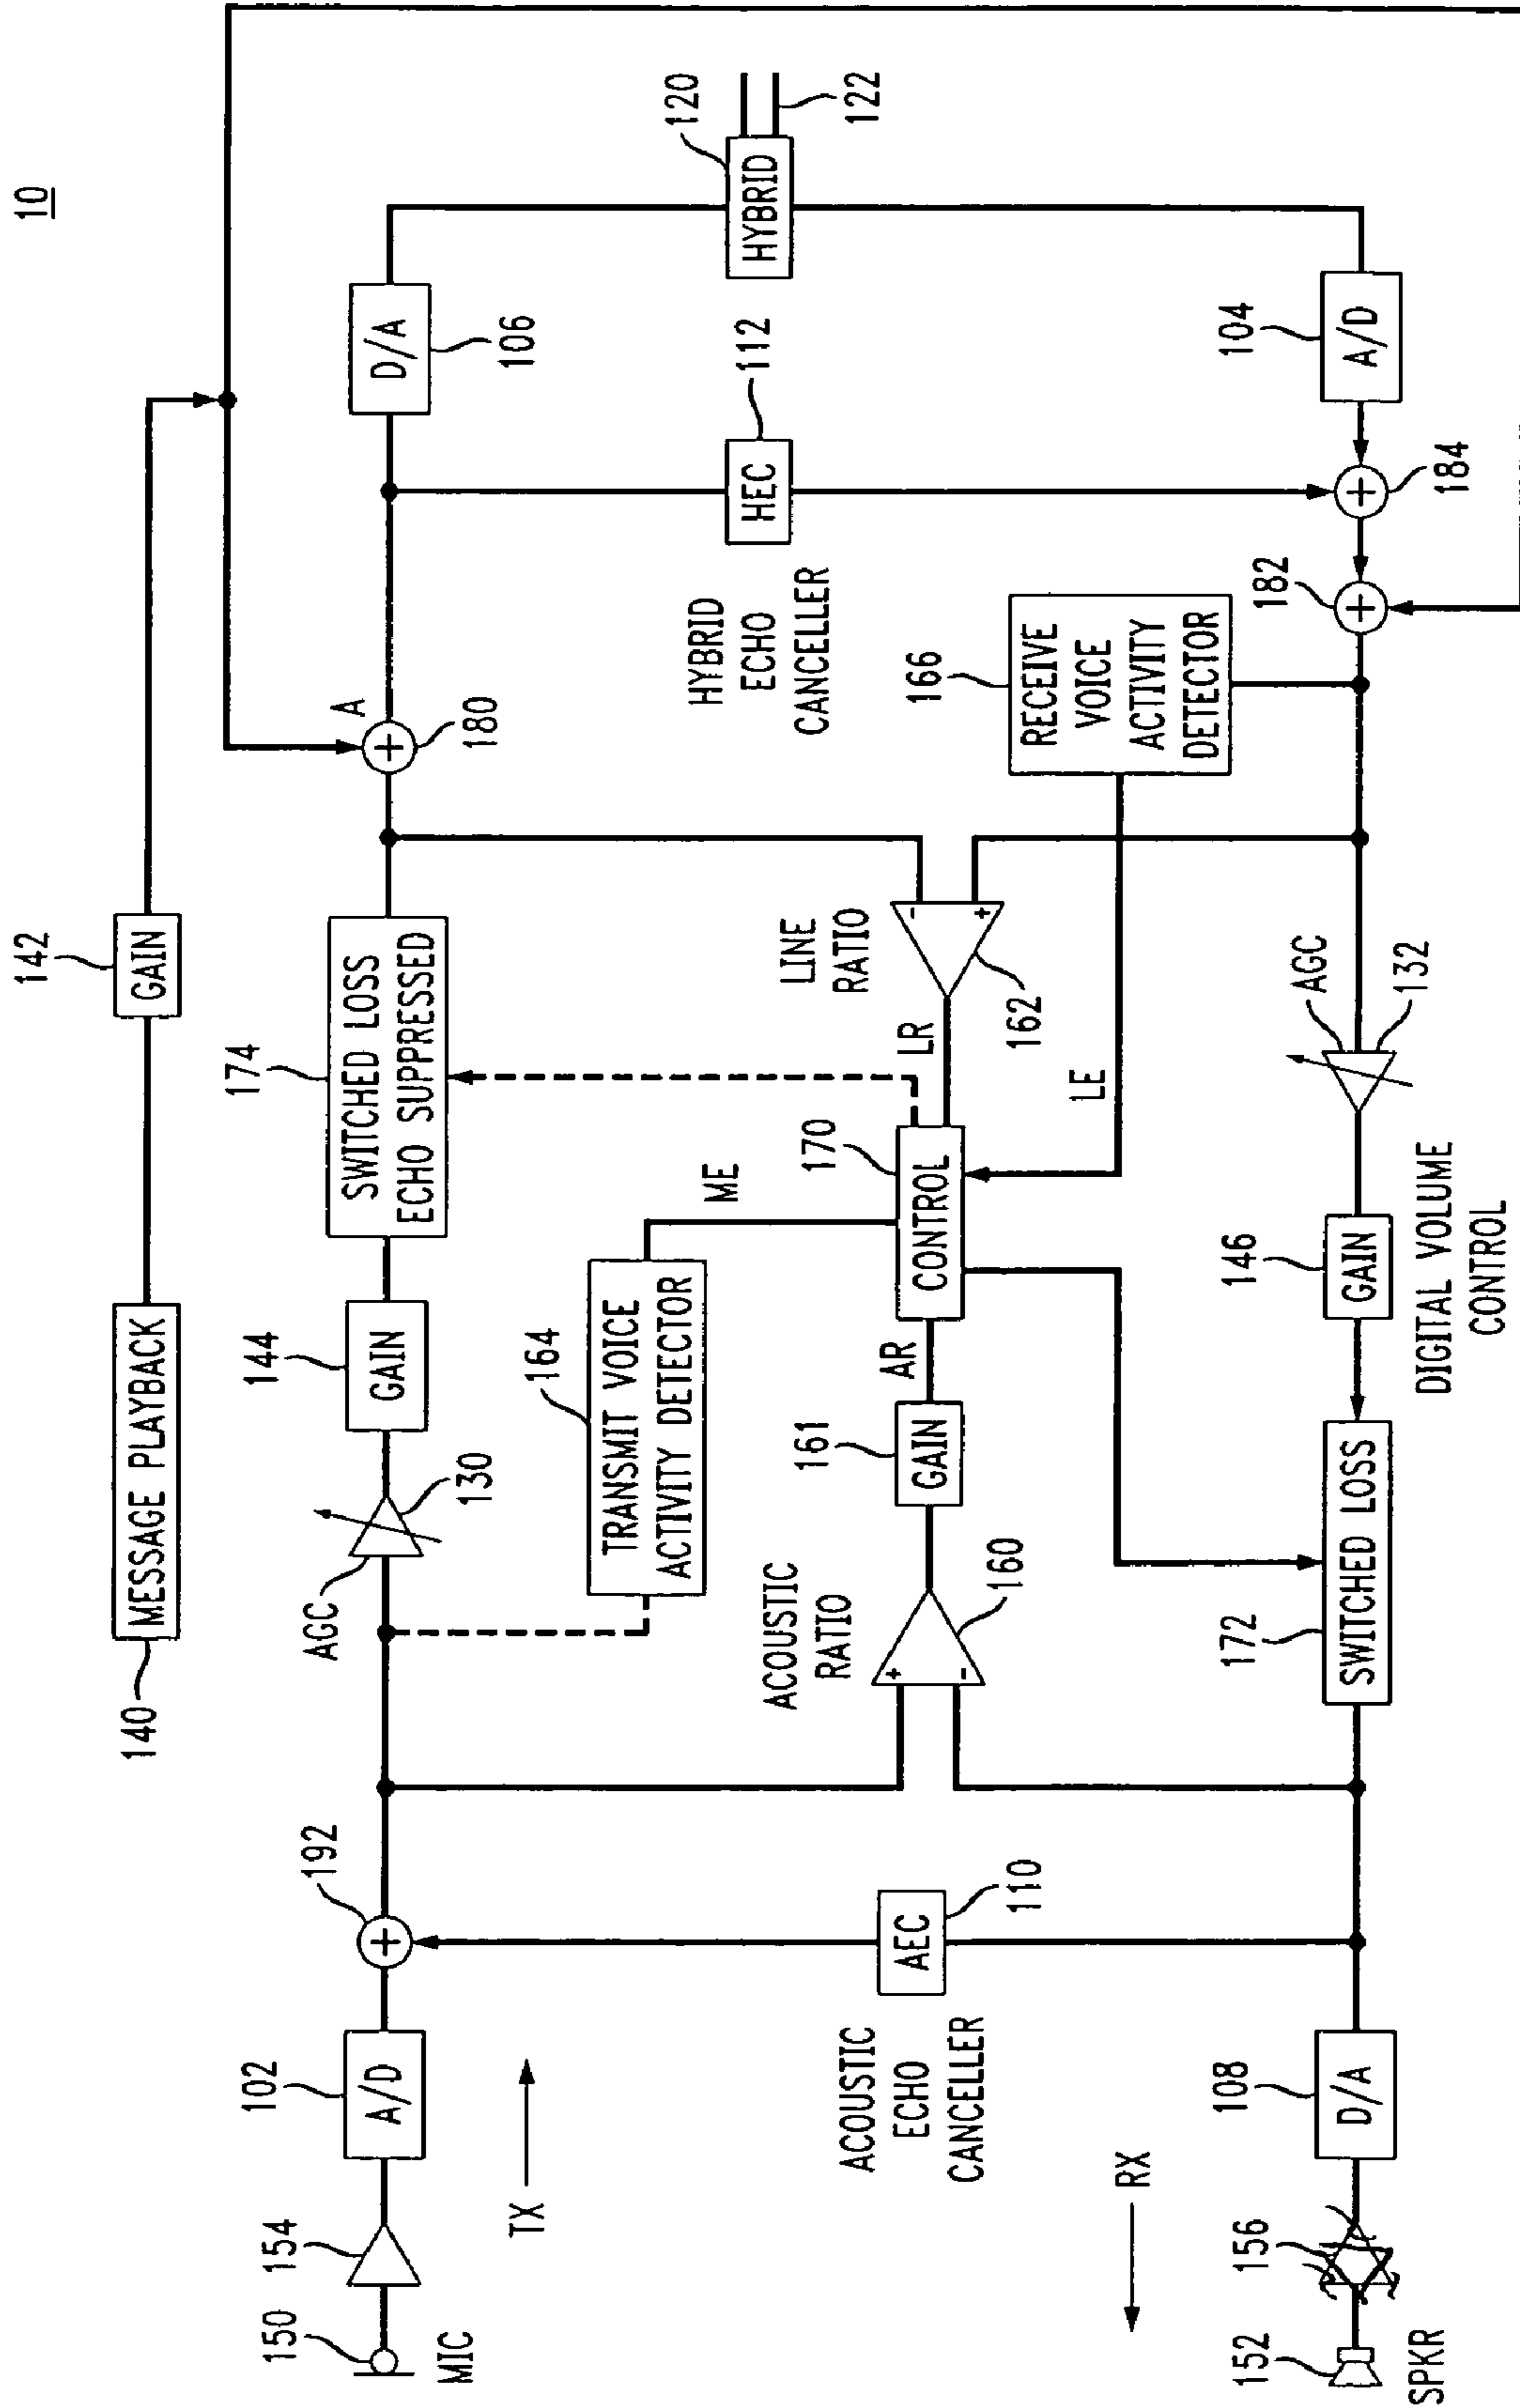 10
140
MESSAGE PLAYBACK
142
GAIN
150
MIC
154
102
A/D
TX
192
AGC
130
144
GAIN
174
SWITCHED LOSS
ECHO SUPPRESSED
180
A
D/A
106
164
TRANSMIT VOICE
ACTIVITY DETECTOR
ME
ACOUSTIC
ECHO
CANCELLER
AEC
110
ACOUSTIC
RATIO
+
-
160
161
GAIN
AR
170
CONTROL
LR
LINE
RATIO
-
+
162
LE
166
RECEIVE
VOICE
ACTIVITY
DETECTOR
HYBRID
ECHO
CANCELLER
HEC
112
HYBRID
120
122
RX
152
SPKR
156
108
D/A
172
SWITCHED LOSS
146
GAIN
DIGITAL VOLUME
CONTROL
AGC
132
182
184
104
A/D